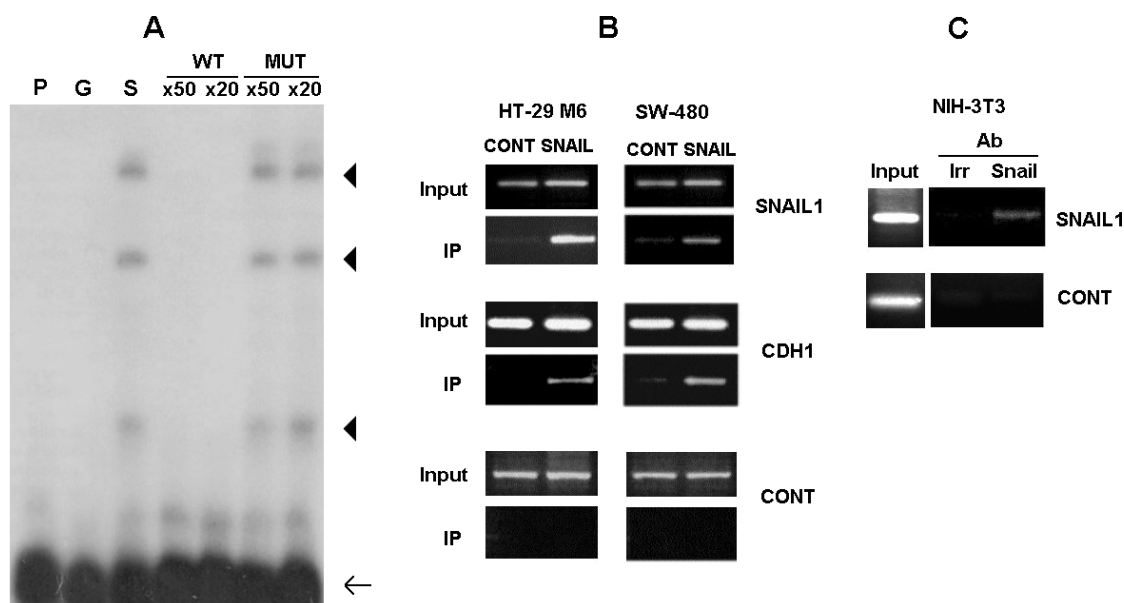 A
WT MUT
P G S x50 x20 x50 x20
B
HT-29 M6 SW-480
CONT SNAIL CONT SNAIL
Input
SNAIL1
IP
Input
CDH1
IP
Input
CONT
IP
C
NIH-3T3
Ab
Input Irr Snail
SNAIL1
CONT